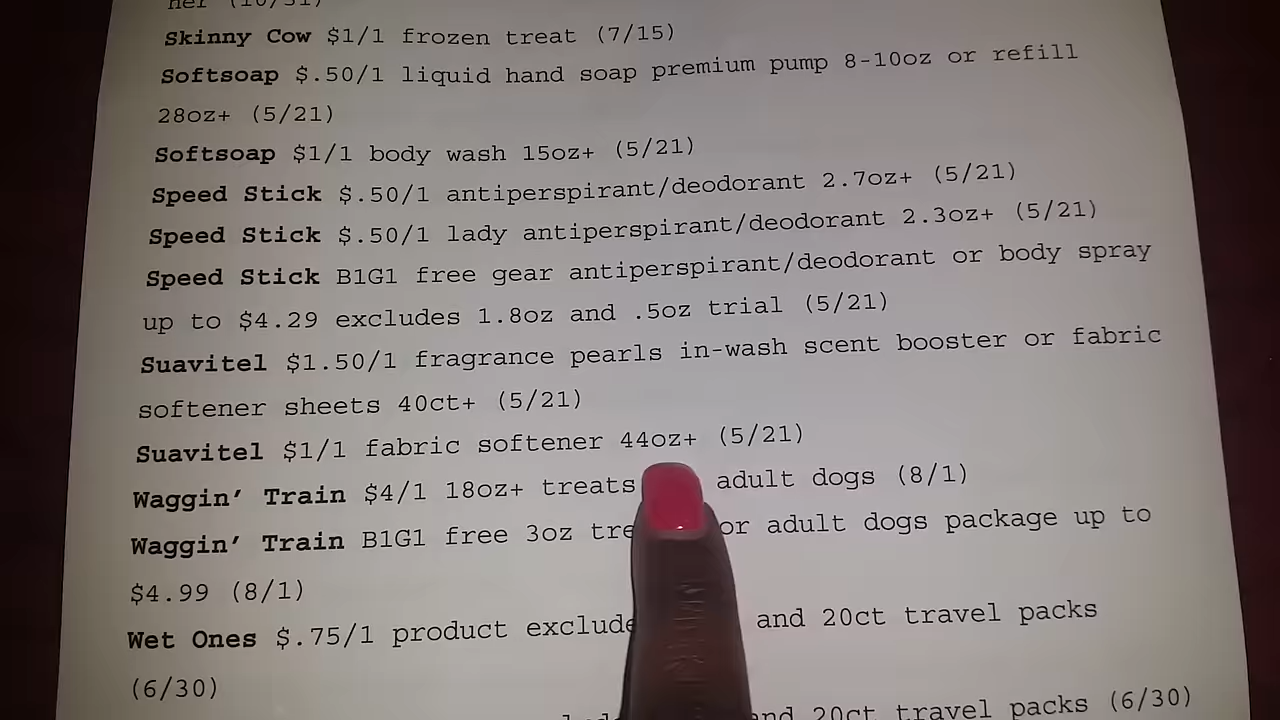 (10/31)
Skinny Cow $1/1 frozen treat (7/15)
Softsoap $.50/1 liquid hand soap premium pump 8-10oz or refill
28oz+ (5/21)
Softsoap $1/1 body wash 15oz+ (5/21)
Speed Stick $.50/1 antiperspirant/deodorant 2.7oz+ (5/21)
Speed Stick $.50/1 lady antiperspirant/deodorant 2.3oz+ (5/21)
Speed Stick B1G1 free gear antiperspirant/deodorant or body spray
up to $4.29 excludes 1.8oz and .5oz trial (5/21)
Suavitel $1.50/1 fragrance pearls in-wash scent booster or fabric
softener sheets 40ct+ (5/21)
Suavitel $1/1 fabric softener 44oz+ (5/21)
Waggin' Train $4/1 18oz+ treats adult dogs (8/1)
Waggin' Train B1G1 free 3oz adult dogs package up to
$4.99 (8/1)
Wet Ones $.75/1 product and 20ct travel packs
(6/30)
and 20ct travel packs (6/30)